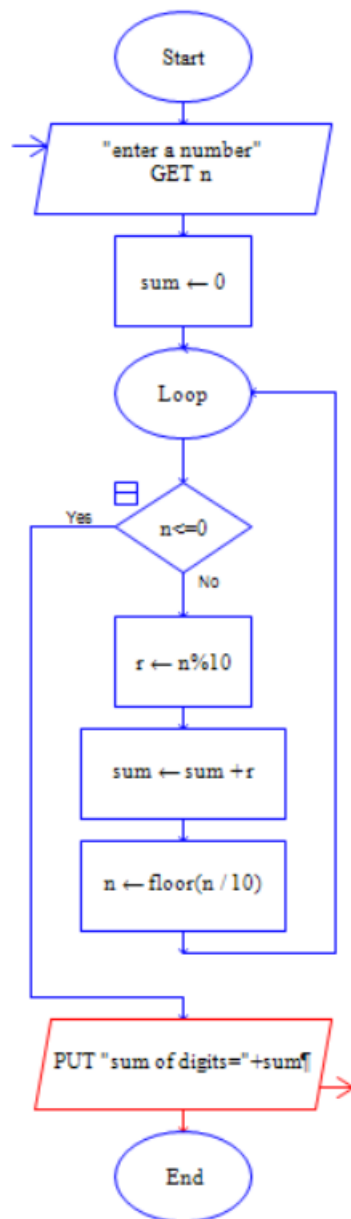 Start
"enter a number"
GET n
sum ← 0
Loop
n<=0
Yes
No
r ← n%10
sum ← sum + r
n ← floor(n / 10)
PUT "sum of digits="+sum¶
End